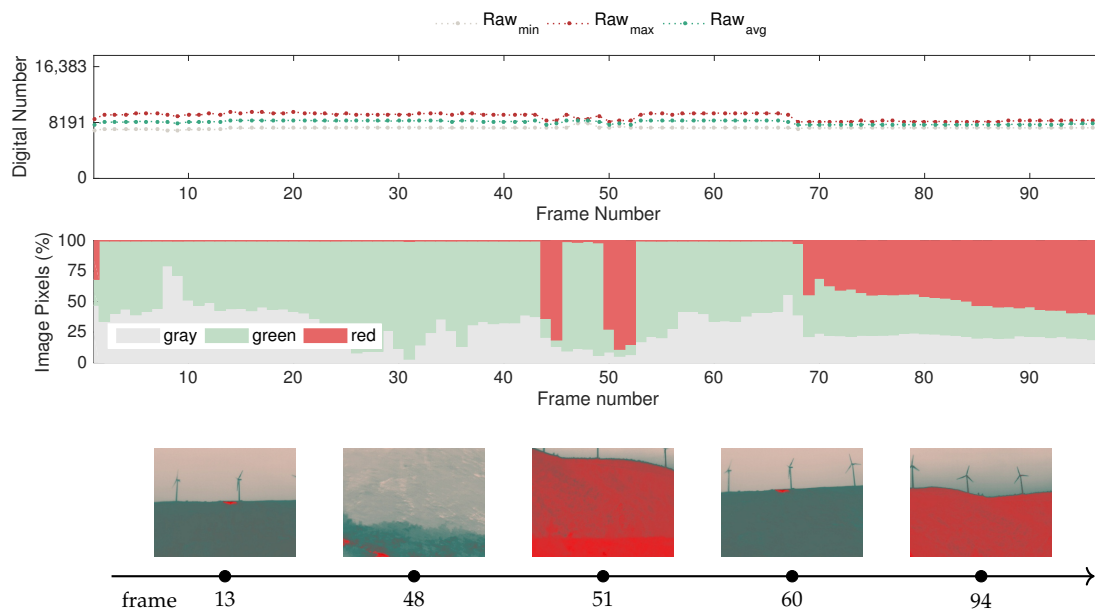 Raw_min Raw_max Raw_avg
Digital Number
16,383
8191
0
10 20 30 40 50 60 70 80 90
Frame Number
Image Pixels (%)
100
75
50
25
0
gray green red
10 20 30 40 50 60 70 80 90
Frame number
frame 13 48 51 60 94